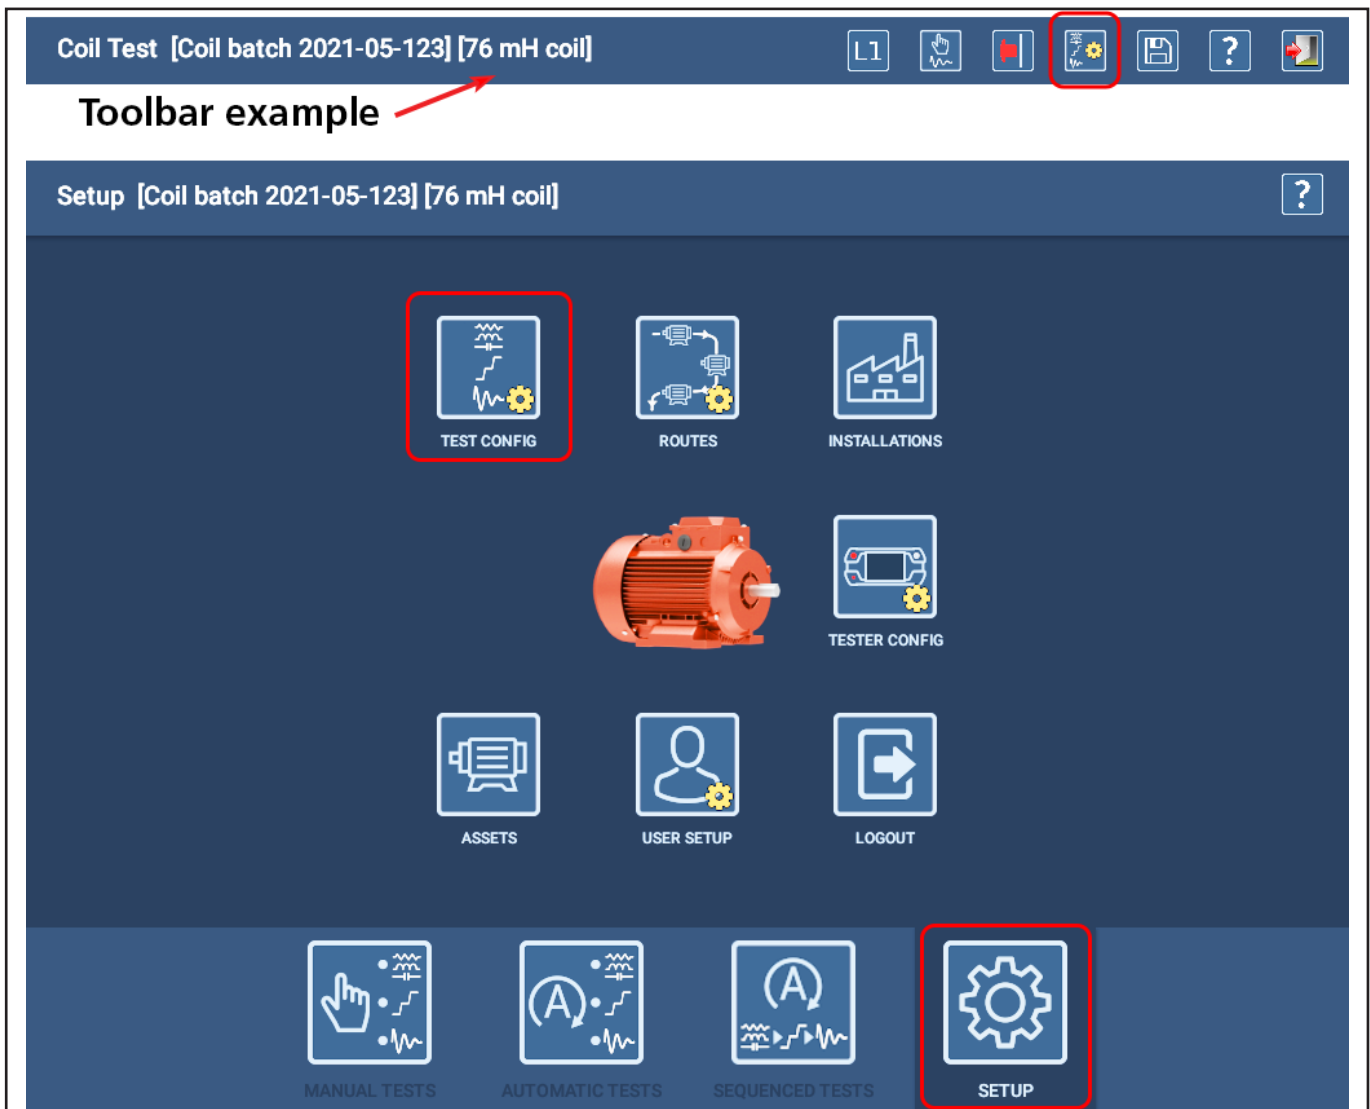 Coil Test [Coil batch 2021-05-123] [76 mH coil]
L1
?
Toolbar example
Setup [Coil batch 2021-05-123] [76 mH coil]
?
TEST CONFIG
ROUTES
INSTALLATIONS
TESTER CONFIG
ASSETS
USER SETUP
LOGOUT
A
A
MANUAL TESTS
AUTOMATIC TESTS
SEQUENCED TESTS
SETUP